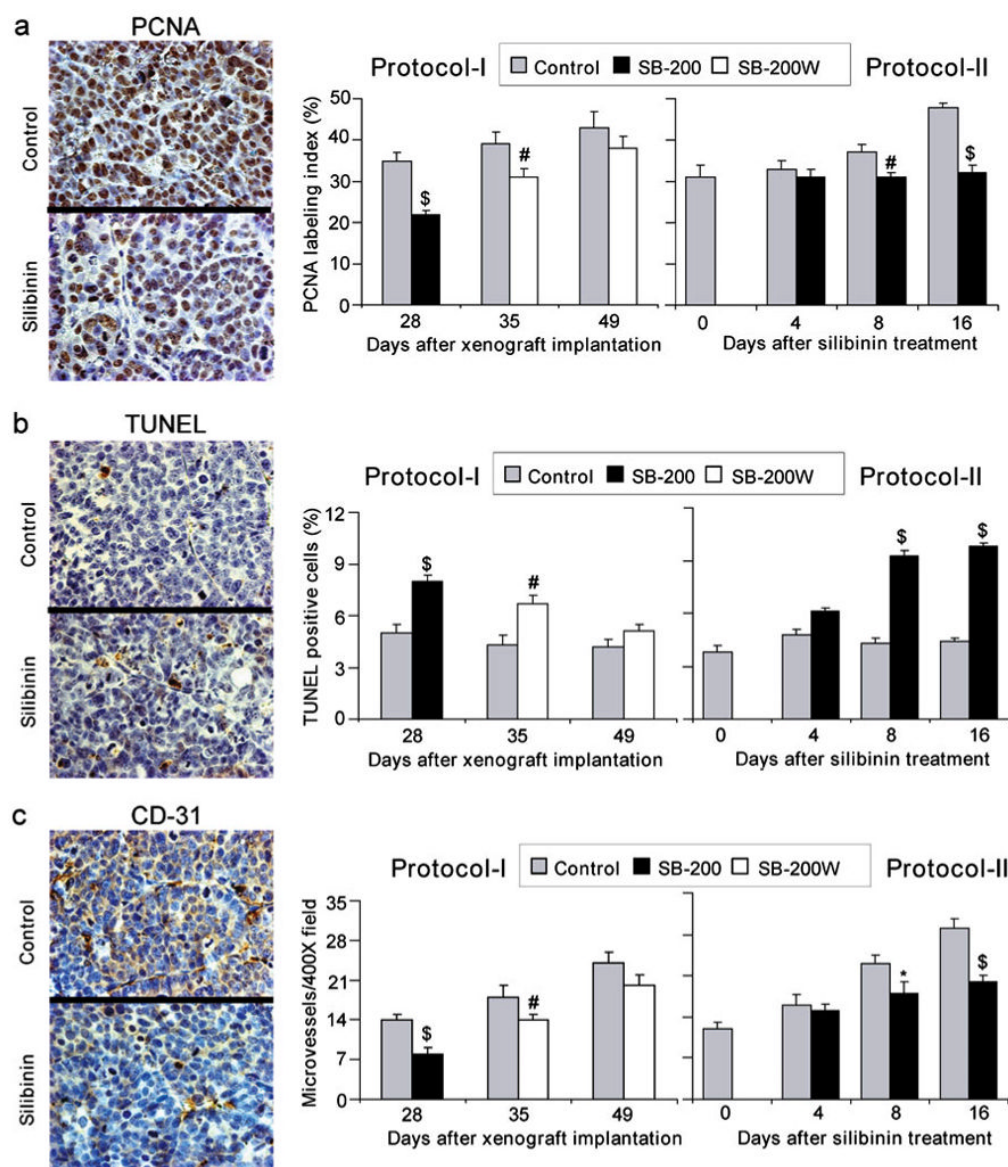 a
PCNA
Control
Silibinin
Protocol-I
Control SB-200 SB-200W
Protocol-II
PCNA labeling index (%)
50
40
30
20
10
0
$
#
#
$
28 35 49
0 4 8 16
Days after xenograft implantation
Days after silibinin treatment
b
TUNEL
Control
Silibinin
Protocol-I
Control SB-200 SB-200W
Protocol-II
TUNEL positive cells (%)
12
9
6
3
0
$
#
$
$
28 35 49
0 4 8 16
Days after xenograft implantation
Days after silibinin treatment
c
CD-31
Control
Silibinin
Protocol-I
Control SB-200 SB-200W
Protocol-II
Microvessels/400X field
35
28
21
14
7
0
$
#
*
$
28 35 49
0 4 8 16
Days after xenograft implantation
Days after silibinin treatment